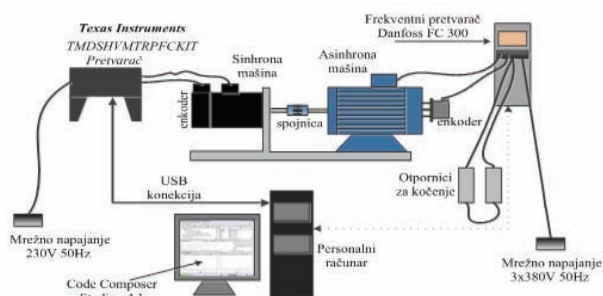 Texas Instruments
TMDSHVMTRPFCKIT
Pretvarač
Sinhrona
mašina
enkoder
Asinhrona
mašina
Frekventni pretvarač
Danfoss FC 300
spojnica
enkoder
USB
konekcija
Otpornici
za kočenje
Mrežno napajanje
230V 50Hz
Personalni
računar
Mrežno napajanje
3x380V 50Hz
Code Composer